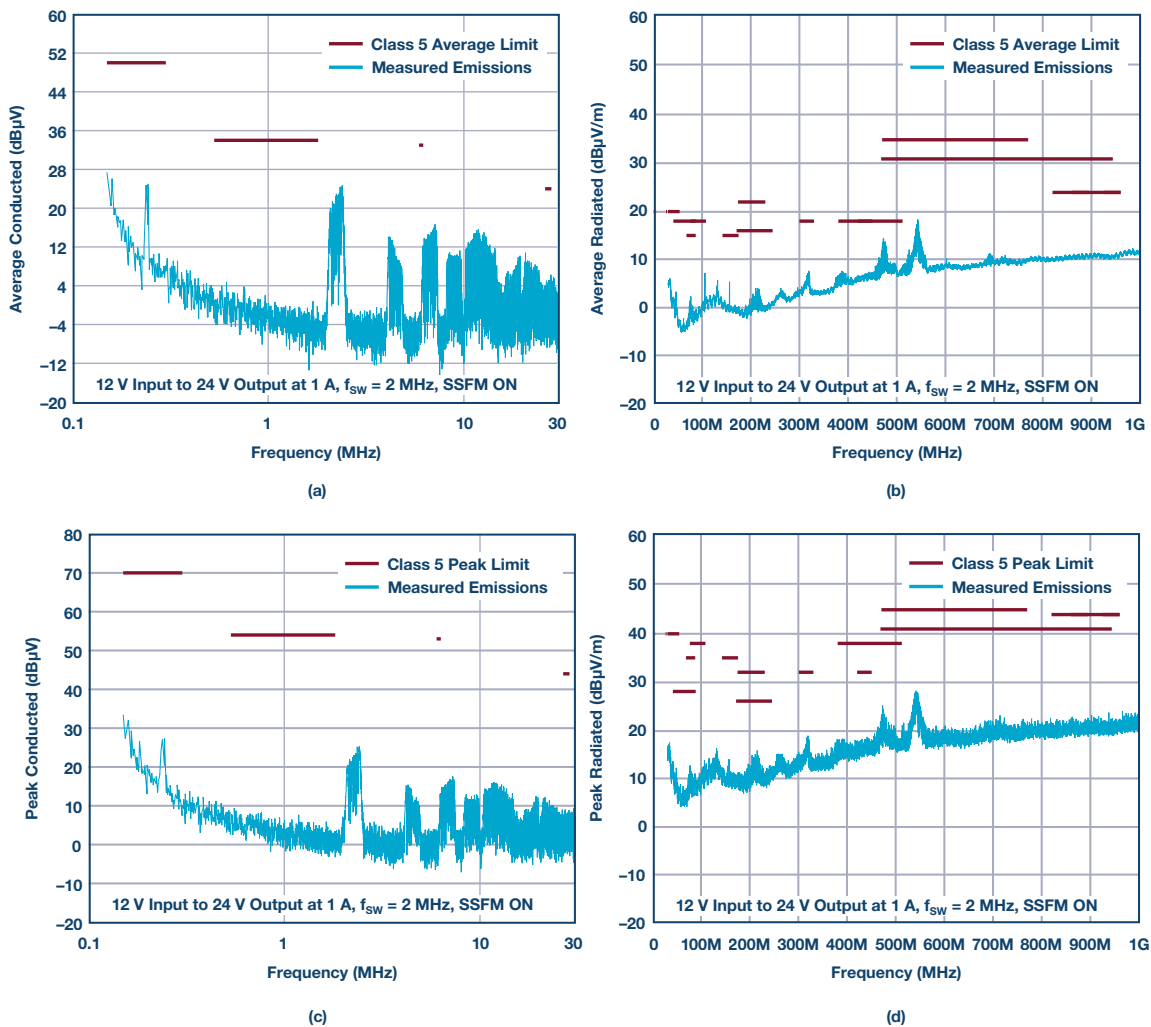 60
52
44
36
28
20
12
4
−4
−12
−20
Average Conducted (dBµV)
Class 5 Average Limit
Measured Emissions
12 V Input to 24 V Output at 1 A, fSW = 2 MHz, SSFM ON
0.1
1
10
30
Frequency (MHz)
(a)
60
50
40
30
20
10
0
−10
−20
Average Radiated (dBµV/m)
Class 5 Average Limit
Measured Emissions
12 V Input to 24 V Output at 1 A, fSW = 2 MHz, SSFM ON
0
100M
200M
300M
400M
500M
600M
700M
800M
900M
1G
Frequency (MHz)
(b)
80
70
60
50
40
30
20
10
0
−10
−20
Peak Conducted (dBµV)
Class 5 Peak Limit
Measured Emissions
12 V Input to 24 V Output at 1 A, fSW = 2 MHz, SSFM ON
0.1
1
10
30
Frequency (MHz)
(c)
60
50
40
30
20
10
0
−10
−20
Peak Radiated (dBµV/m)
Class 5 Peak Limit
Measured Emissions
12 V Input to 24 V Output at 1 A, fSW = 2 MHz, SSFM ON
0
100M
200M
300M
400M
500M
600M
700M
800M
900M
1G
Frequency (MHz)
(d)